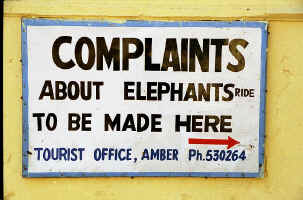 COMPLAINTS
ABOUT ELEPHANTS RIDE
TO BE MADE HERE
TOURIST OFFICE, AMBER Ph.530264